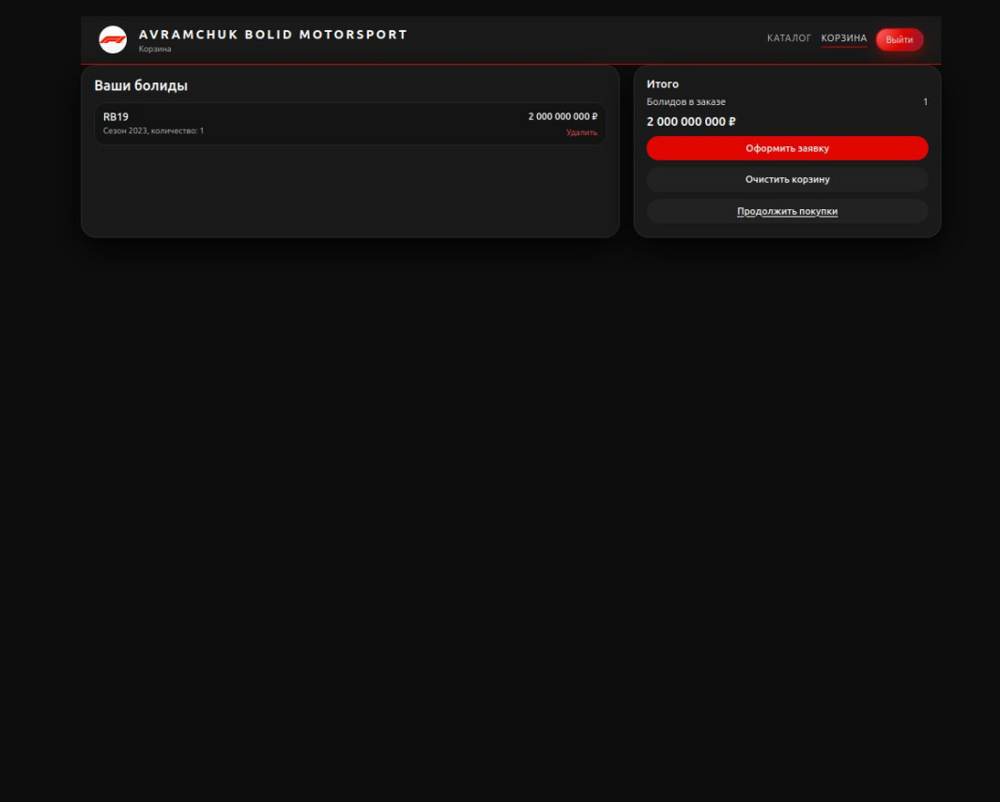 AVRAMCHUK BOLID MOTORSPORT
Корзина
КАТАЛОГ
КОРЗИНА
Выйти
Ваши болиды
RB19
2 000 000 000 ₽
Сезон 2023, количество: 1
Удалить
Итого
Болидов в заказе 1
2 000 000 000 ₽
Оформить заявку
Очистить корзину
Продолжить покупки